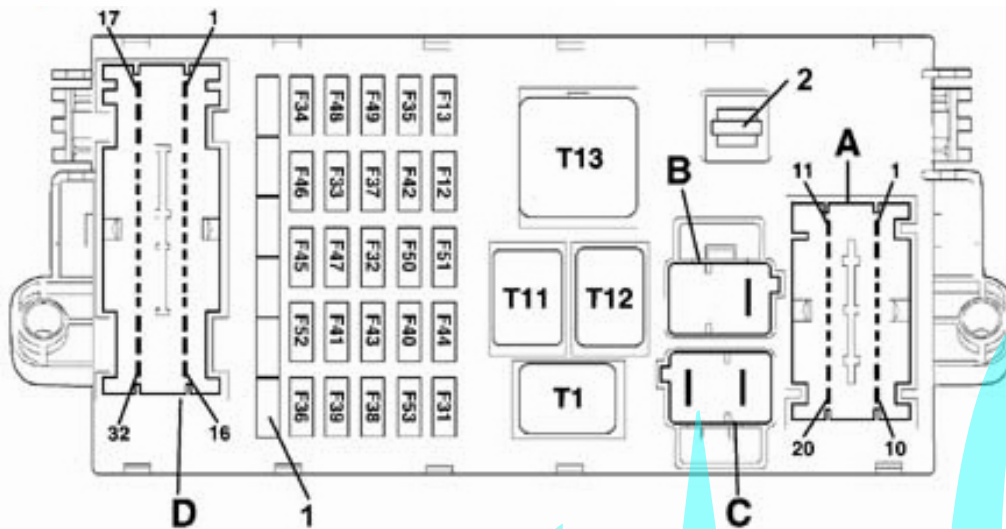 17 1
2
F34 F48 F49 F35 F13
T13
A
11 1
B
F46 F33 F37 F42 F12
F45 F47 F32 F50 F51
T11 T12
F52 F41 F43 F40 F44
F36 F39 F38 F53 F31
T1
32 16
20 10
D 1 C